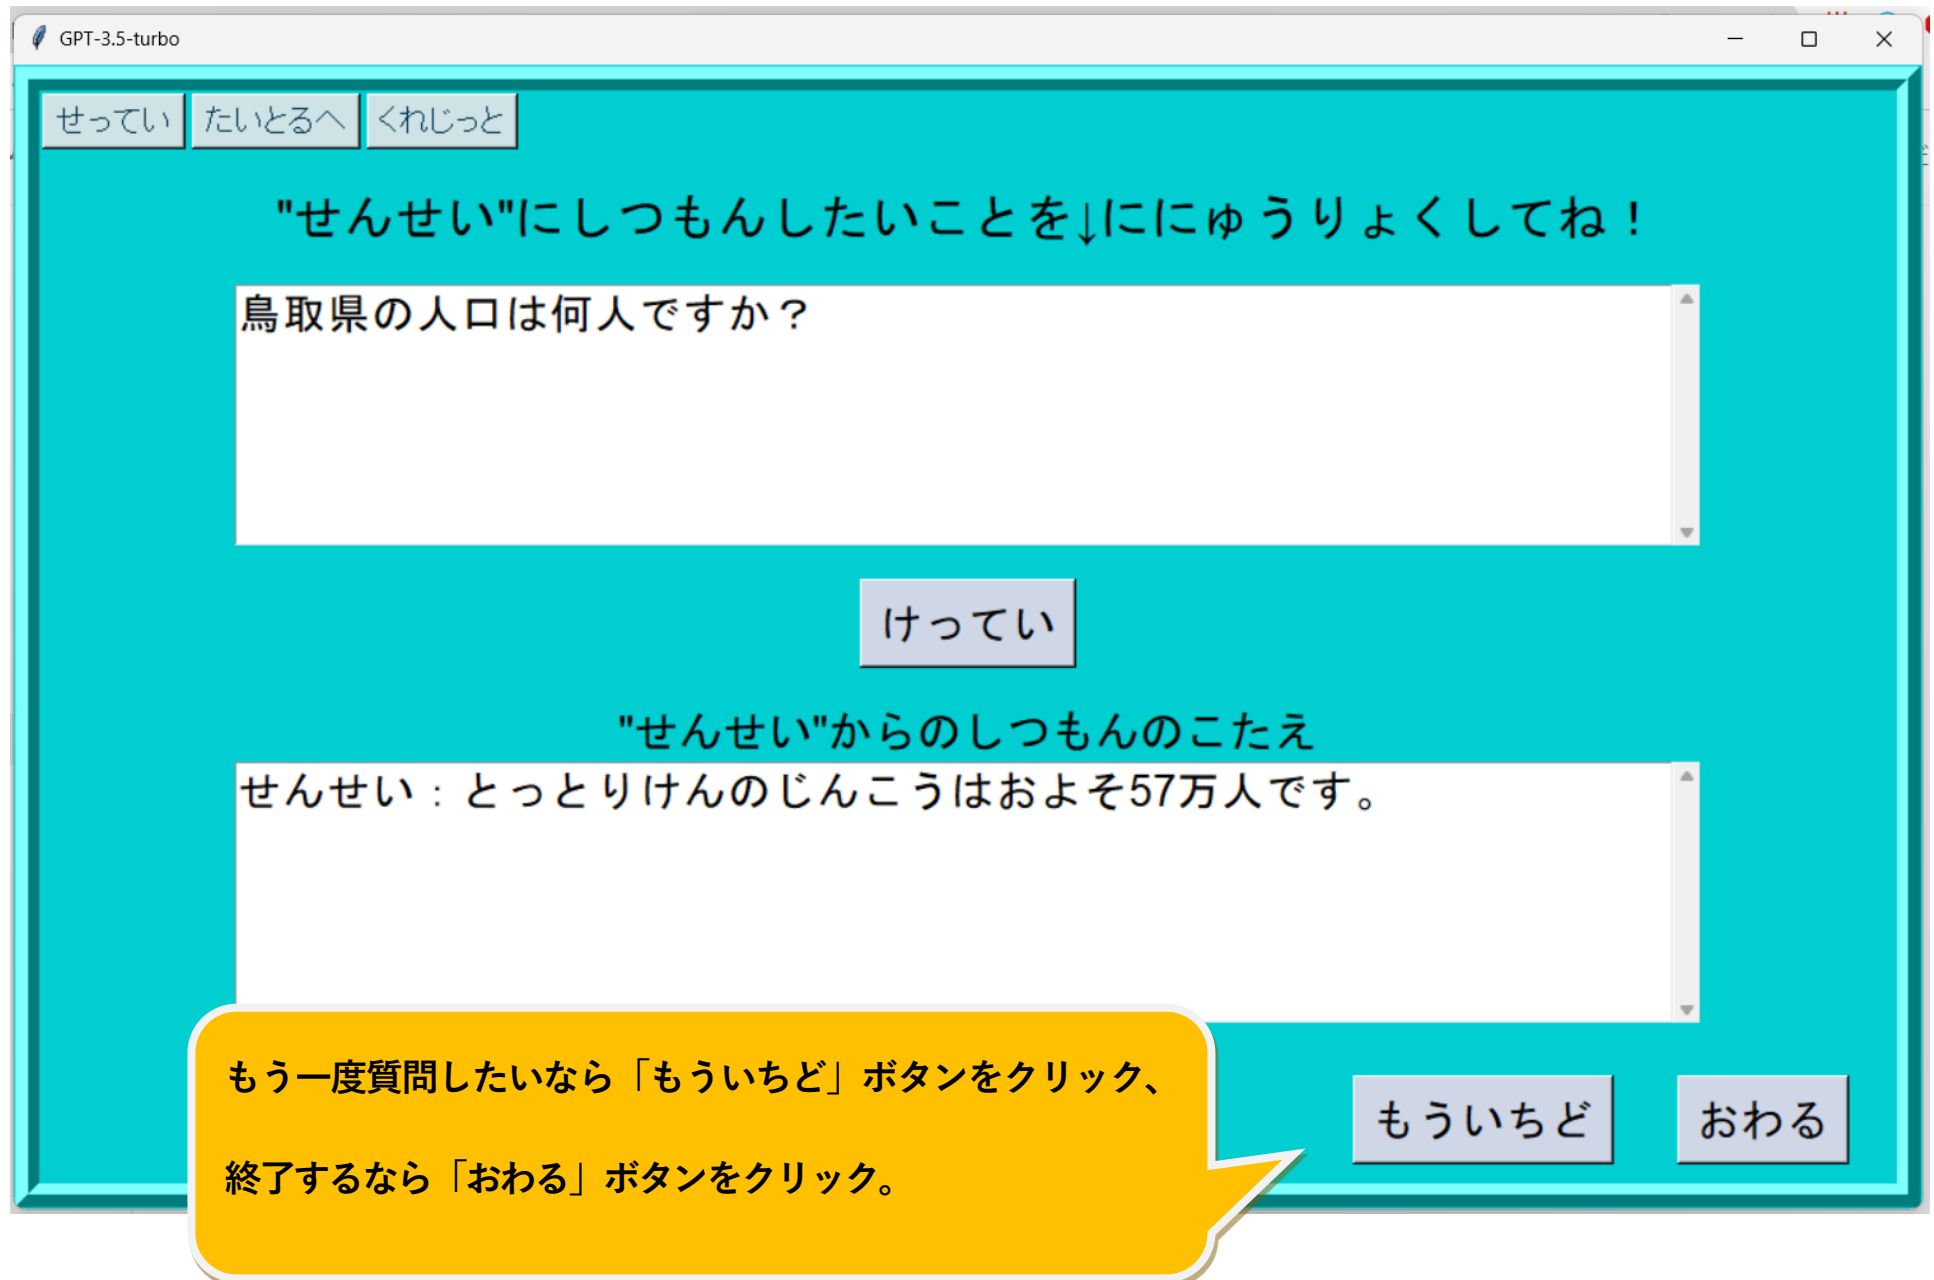 GPT-3.5-turbo
せってい たいとるへ くれじっと
"せんせい"にしつもんしたいことを↓ににゅうりょくしてね！
鳥取県の人口は何人ですか？
けってい
"せんせい"からのしつもんのこたえ
せんせい：とっとりけんのじんこうはおよそ57万人です。
もう一度質問したいなら「もういちど」ボタンをクリック、
終了するなら「おわる」ボタンをクリック。
もういちど おわる